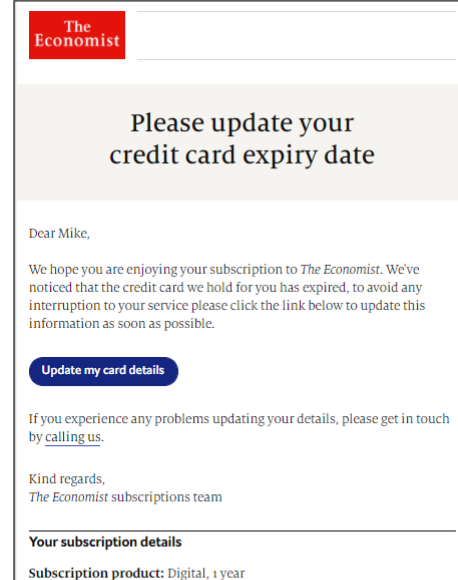 The
Economist
Please update your
credit card expiry date
Dear Mike,
We hope you are enjoying your subscription to The Economist. We've
noticed that the credit card we hold for you has expired, to avoid any
interruption to your service please click the link below to update this
information as soon as possible.
Update my card details
If you experience any problems updating your details, please get in touch
by calling us.
Kind regards,
The Economist subscriptions team
Your subscription details
Subscription product: Digital, 1 year